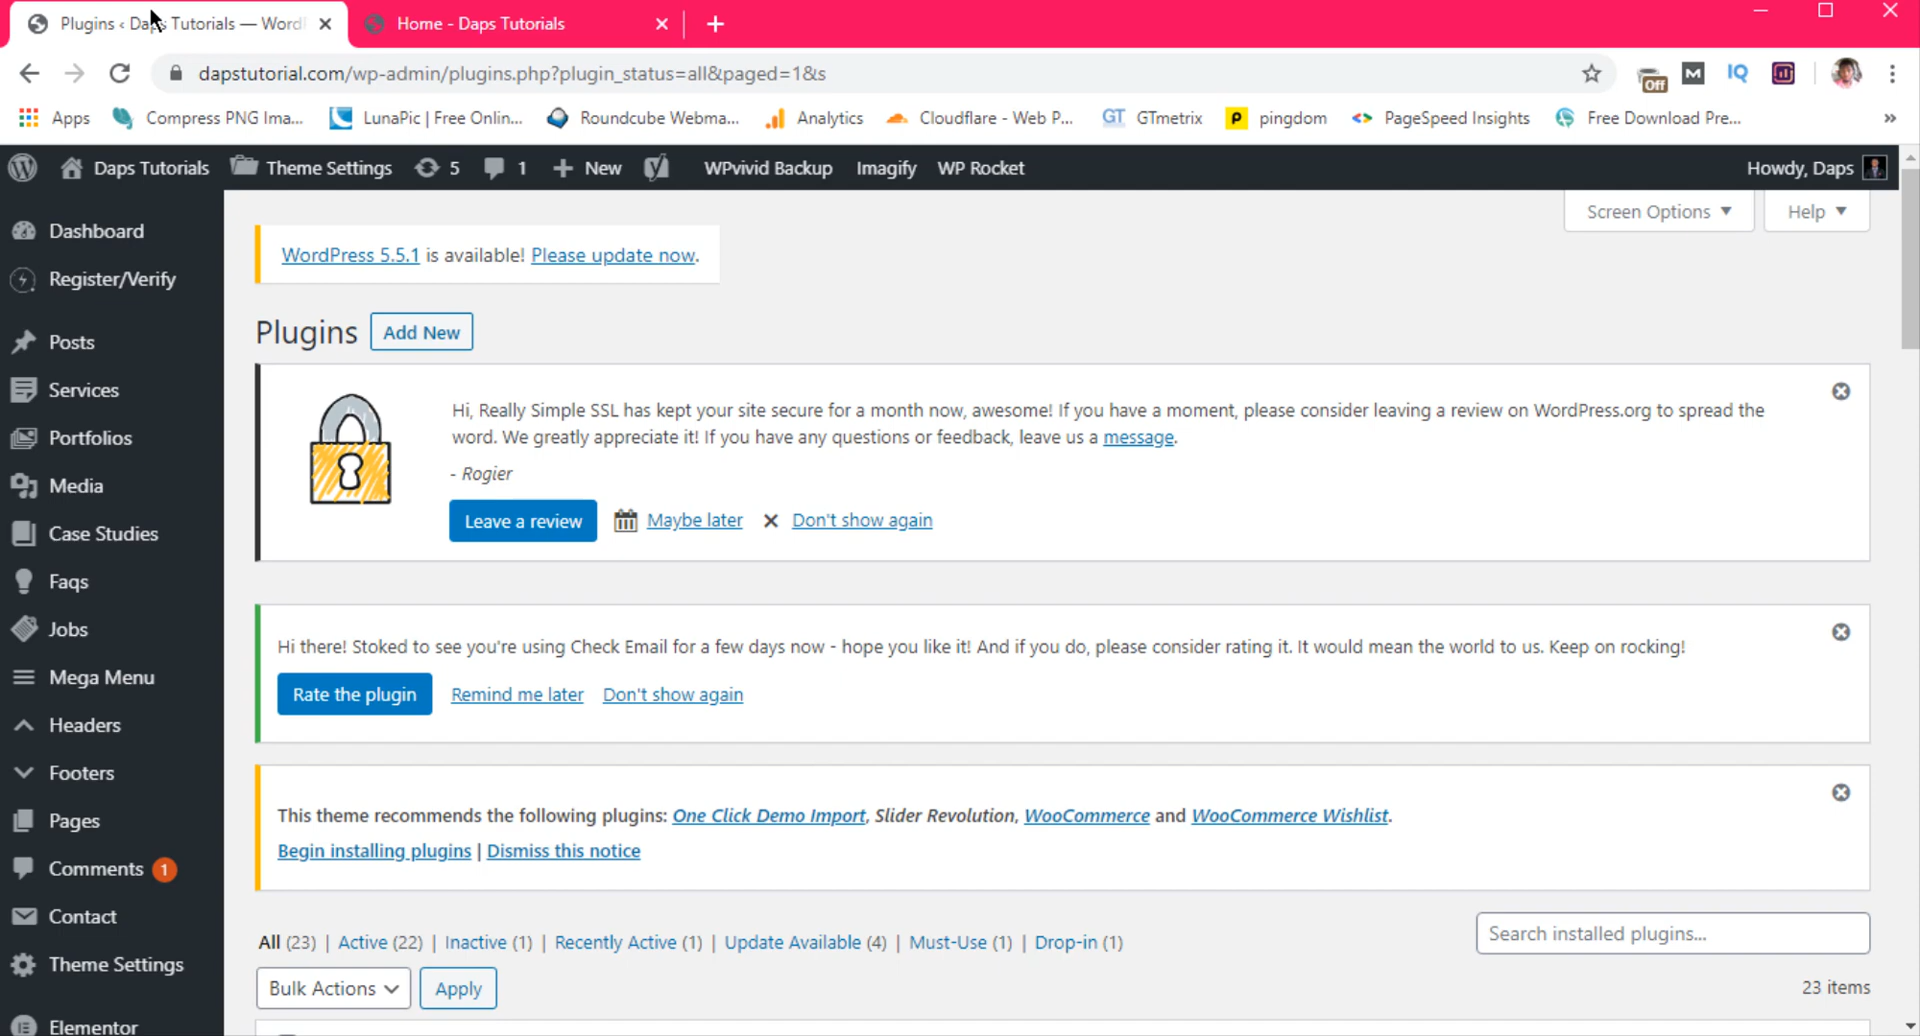 Plugins ‹ Daps Tutorials — Word
Home - Daps Tutorials
dapstutorial.com/wp-admin/plugins.php?plugin_status=all&paged=1&s
Off
M
IQ
Apps
Compress PNG Ima...
LunaPic | Free Onlin...
Roundcube Webma...
Analytics
Cloudflare - Web P...
GT GTmetrix
P pingdom
PageSpeed Insights
Free Download Pre...
»
Daps Tutorials
Theme Settings
5
1
New
WPvivid Backup
Imagify
WP Rocket
Howdy, Daps
Screen Options
Help
Dashboard
Register/Verify
Posts
Services
Portfolios
Media
Case Studies
Faqs
Jobs
Mega Menu
Headers
Footers
Pages
Comments 1
Contact
Theme Settings
Elementor
WordPress 5.5.1 is available! Please update now.
Plugins Add New
Hi, Really Simple SSL has kept your site secure for a month now, awesome! If you have a moment, please consider leaving a review on WordPress.org to spread the
word. We greatly appreciate it! If you have any questions or feedback, leave us a message.
- Rogier
Leave a review Maybe later Don't show again
Hi there! Stoked to see you're using Check Email for a few days now - hope you like it! And if you do, please consider rating it. It would mean the world to us. Keep on rocking!
Rate the plugin Remind me later Don't show again
This theme recommends the following plugins: One Click Demo Import, Slider Revolution, WooCommerce and WooCommerce Wishlist.
Begin installing plugins | Dismiss this notice
All (23) | Active (22) | Inactive (1) | Recently Active (1) | Update Available (4) | Must-Use (1) | Drop-in (1)
Search installed plugins...
Bulk Actions Apply
23 items